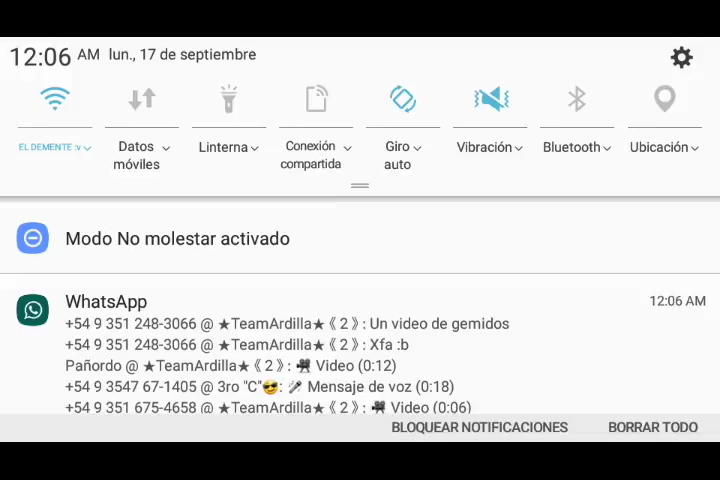 12:06 AM lun., 17 de septiembre
EL DEMENTE :v
Datos móviles
Linterna
Conexión compartida
Giro auto
Vibración
Bluetooth
Ubicación
Modo No molestar activado
WhatsApp 12:06 AM
+54 9 351 248-3066 @ ★TeamArdilla★《 2 》: Un video de gemidos
+54 9 351 248-3066 @ ★TeamArdilla★《 2 》: Xfa :b
Pañordo @ ★TeamArdilla★《 2 》: 🎥 Video (0:12)
+54 9 3547 67-1405 @ 3ro "C"😎: 🎤 Mensaje de voz (0:18)
+54 9 351 675-4658 @ ★TeamArdilla★《 2 》: 🎥 Video (0:06)
BLOQUEAR NOTIFICACIONES BORRAR TODO